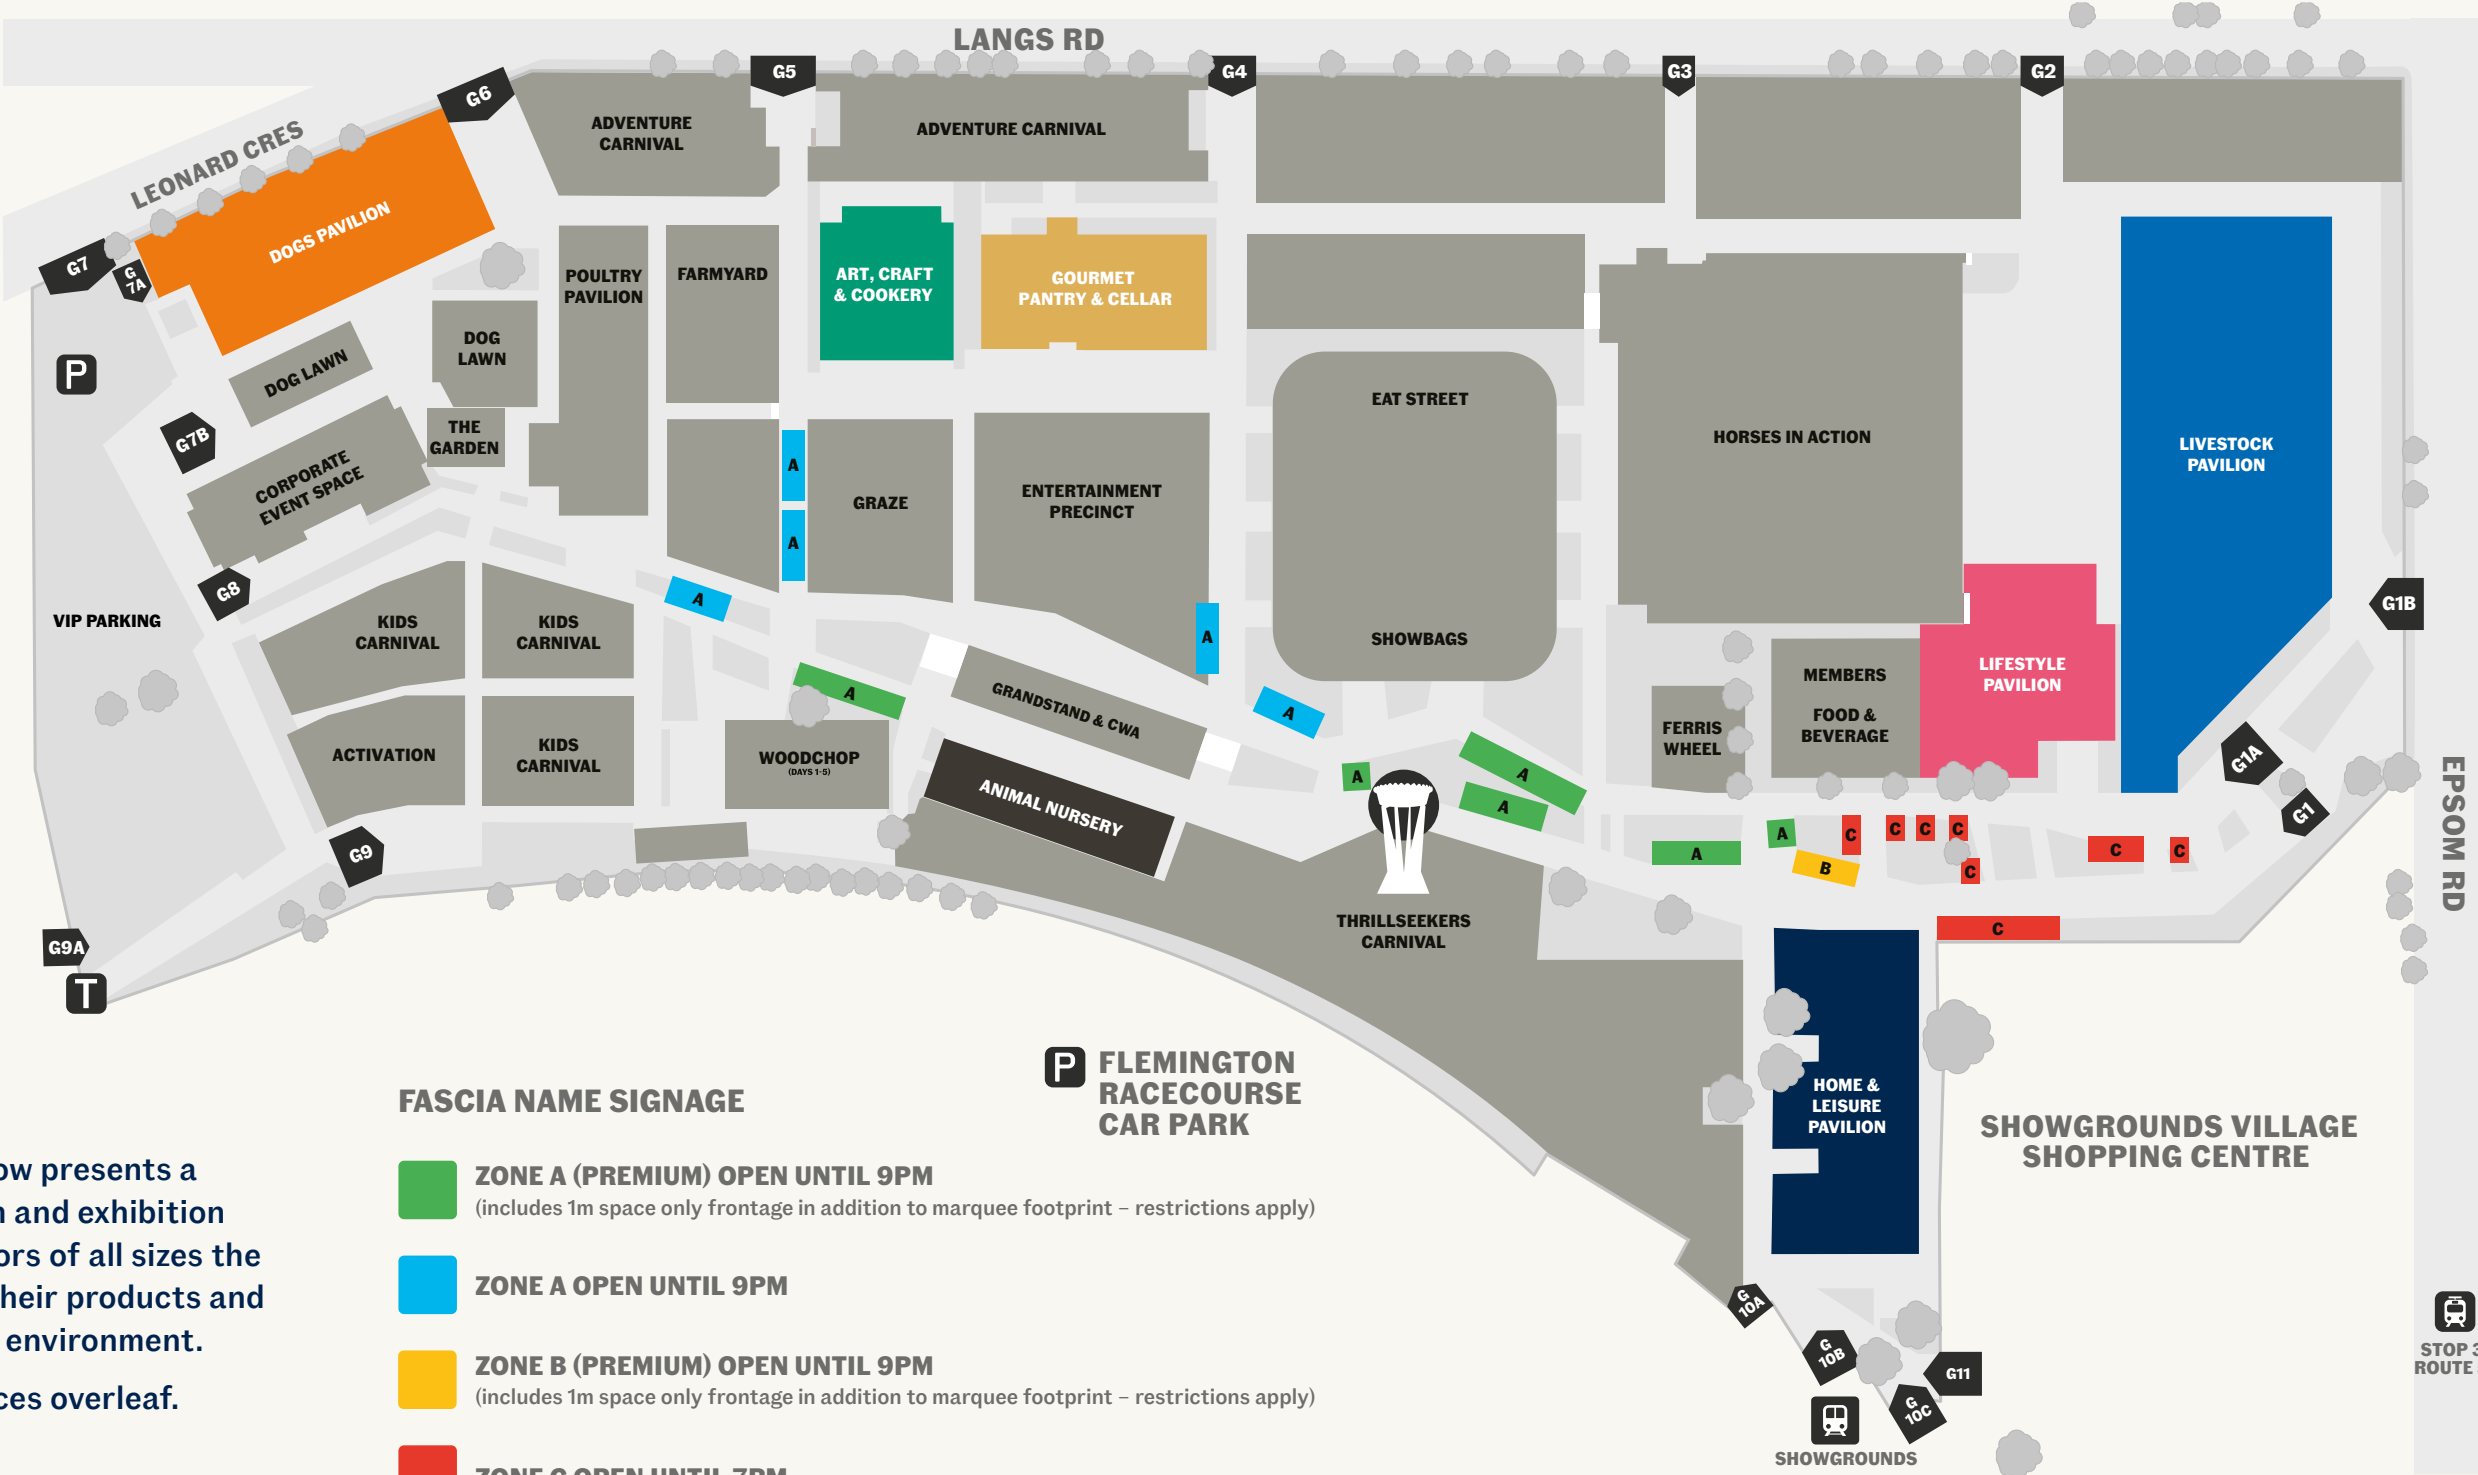 LANGS RD
G5
G4
G3
G2
G6
LEONARD CRES
ADVENTURE
CARNIVAL
ADVENTURE CARNIVAL
DOGS PAVILION
G7
G
7A
POULTRY
PAVILION
FARMYARD
ART, CRAFT
& COOKERY
GOURMET
PANTRY & CELLAR
DOG
LAWN
DOG LAWN
P
EAT STREET
HORSES IN ACTION
LIVESTOCK
PAVILION
THE
GARDEN
G7B
CORPORATE
EVENT SPACE
A
GRAZE
ENTERTAINMENT
PRECINCT
A
G8
A
G1B
VIP PARKING
KIDS
CARNIVAL
KIDS
CARNIVAL
A
SHOWBAGS
LIFESTYLE
PAVILION
MEMBERS
FOOD &
BEVERAGE
A
GRANDSTAND & CWA
A
FERRIS
WHEEL
ACTIVATION
KIDS
CARNIVAL
WOODCHOP
(DAYS 1-5)
G1A
A
A
A
ANIMAL NURSERY
G1
EPSOM RD
A
C
C
C
C
A
C
C
B
C
G9
THRILLSEEKERS
CARNIVAL
C
G9A
T
P
FLEMINGTON
RACECOURSE
CAR PARK
HOME &
LEISURE
PAVILION
SHOWGROUNDS VILLAGE
SHOPPING CENTRE
FASCIA NAME SIGNAGE
ow presents a
n and exhibition
ors of all sizes the
heir products and
environment.
ces overleaf.
ZONE A (PREMIUM) OPEN UNTIL 9PM
(includes 1m space only frontage in addition to marquee footprint – restrictions apply)
ZONE A OPEN UNTIL 9PM
ZONE B (PREMIUM) OPEN UNTIL 9PM
(includes 1m space only frontage in addition to marquee footprint – restrictions apply)
ZONE C OPEN UNTIL 7PM
G
10A
G
10B
G11
G
10C
SHOWGROUNDS
STOP 3
ROUTE